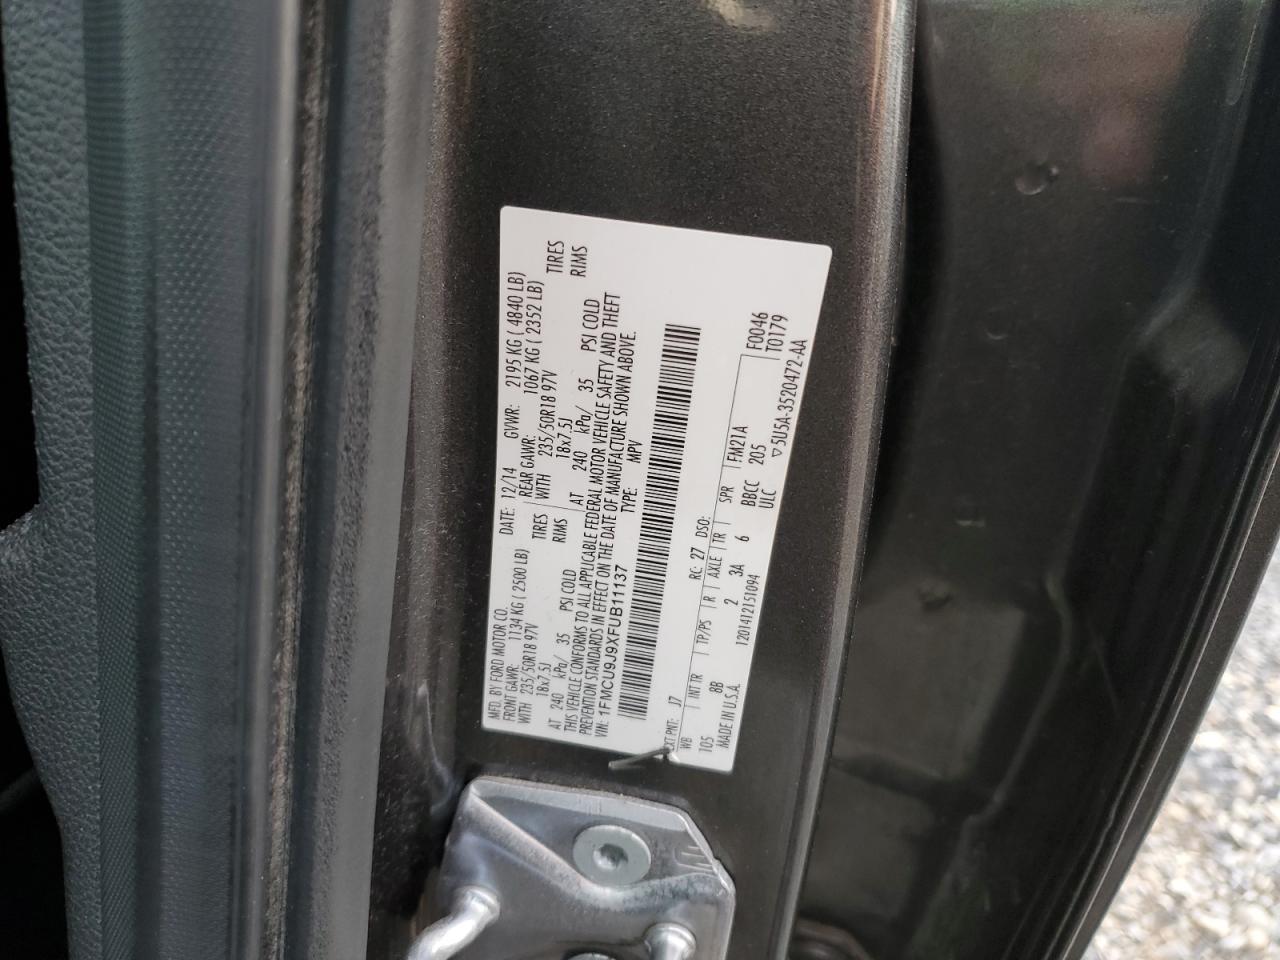 MFD. BY FORD MOTOR CO.
DATE: 12/14 GVWR: 2195 KG ( 4840 LB)
FRONT GAWR: 1134 KG ( 2500 LB) REAR GAWR: 1067 KG ( 2352 LB)
WITH 235/50R18 97V TIRES WITH 235/50R18 97V TIRES
18x7.5J RIMS 18x7.5J RIMS
AT 240 kPa/ 35 PSI COLD AT 240 kPa/ 35 PSI COLD
THIS VEHICLE CONFORMS TO ALL APPLICABLE FEDERAL MOTOR VEHICLE SAFETY AND THEFT
PREVENTION STANDARDS IN EFFECT ON THE DATE OF MANUFACTURE SHOWN ABOVE.
VIN: 1FMCU9J9XFUB11137 TYPE: MPV
EXT PNT: J7 RC: 27 DSO: F0046
WB INT TR TP/PS R AXLE TR SPR FM21A T0179
105 8B 2 3A 6 BBCC 205
MADE IN U.S.A. 1201412151094 ULC ▽5U5A-3520472-AA